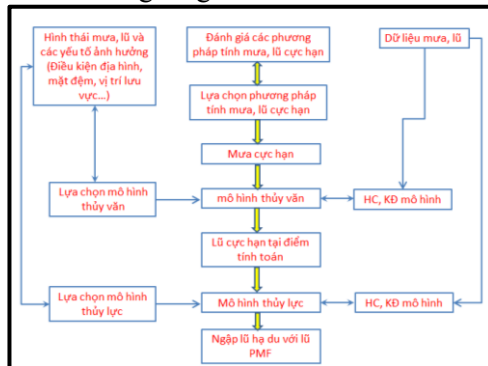 Hình thái mưa, lũ và
các yếu tố ảnh hưởng
(Điều kiện địa hình,
mặt đệm, vị trí lưu
vực...)
Đánh giá các phương
pháp tính mưa, lũ cực hạn
Dữ liệu mưa, lũ
Lựa chọn phương pháp
tính mưa, lũ cực hạn
Mưa cực hạn
Lựa chọn mô hình
thủy văn
mô hình thủy văn
HC, KĐ mô hình
Lũ cực hạn tại điểm
tính toán
Lựa chọn mô hình
thủy lực
Mô hình thủy lực
HC, KĐ mô hình
Ngập lũ hạ du với lũ
PMF